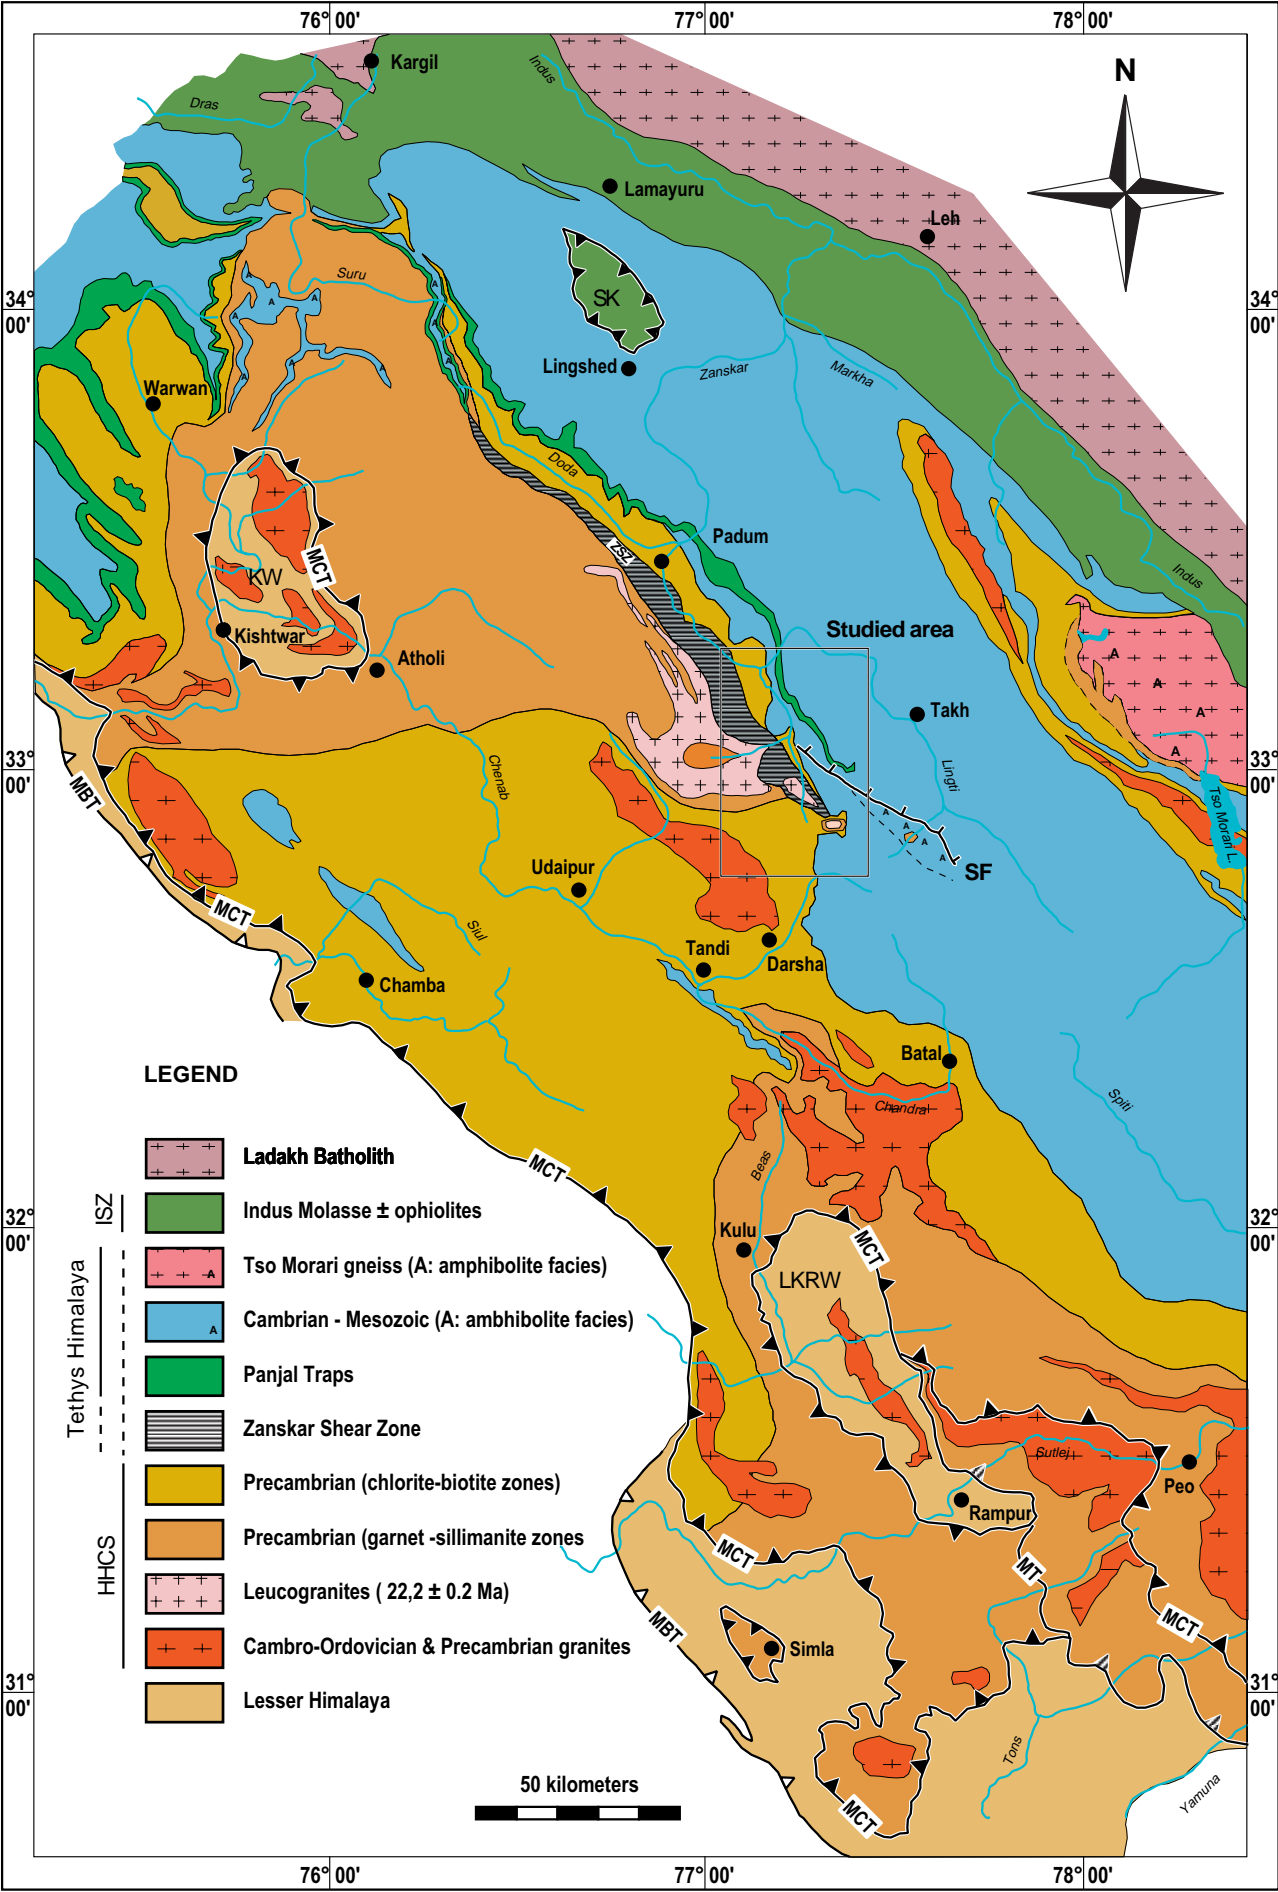 76° 00'
77° 00'
78° 00'
Kargil
Indus
N
Dras
Lamayuru
Leh
Suru
34°
00'
SK
34°
00'
A
A
A
A
A
A
A
A
A
A
Lingshed
Zanskar
Markha
Warwan
Doda
ZSZ
Padum
MCT
KW
Indus
Kishtwar
Studied area
Atholi
A
A
A
A
Takh
33°
00'
33°
00'
MBT
Chenab
Lingti
Tso Morari L.
A
A
A
A
SF
Udaipur
MCT
Siul
Tandi
Darsha
Chamba
Batal
LEGEND
Chandra
Spiti
Ladakh Batholith
MCT
Beas
ISZ
Indus Molasse ± ophiolites
32°
00'
Kulu
MCT
32°
00'
Tethys Himalaya
A
Tso Morari gneiss (A: amphibolite facies)
LKRW
A
Cambrian - Mesozoic (A: ambhibolite facies)
Panjal Traps
Zanskar Shear Zone
Sutlej
HHCS
Precambrian (chlorite-biotite zones)
Peo
Rampur
Precambrian (garnet -sillimanite zones
MCT
MT
Leucogranites ( 22,2 ± 0.2 Ma)
MBT
MCT
Cambro-Ordovician & Precambrian granites
Simla
31°
00'
Lesser Himalaya
31°
00'
Tons
50 kilometers
Yamuna
MCT
76° 00'
77° 00'
78° 00'